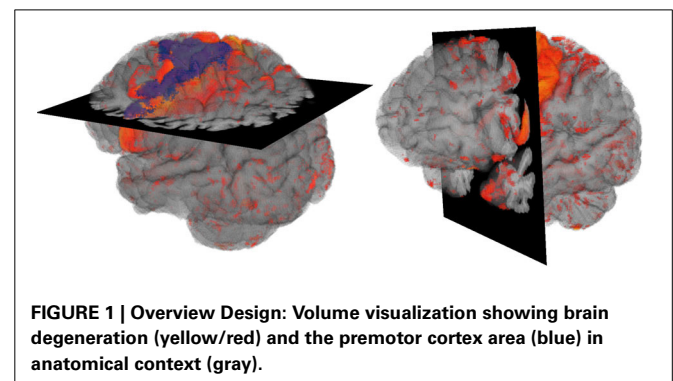 FIGURE 1 | Overview Design: Volume visualization showing brain
degeneration (yellow/red) and the premotor cortex area (blue) in
anatomical context (gray).